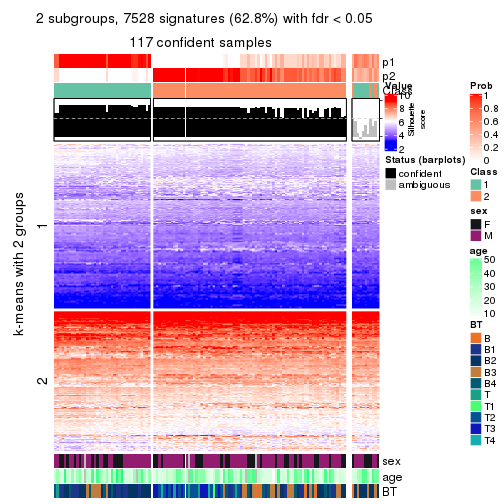 2 subgroups, 7528 signatures (62.8%) with fdr < 0.05
117 confident samples
p1
p2
Class
k-means with 2 groups
1
2
sex
age
BT
Value
10
8
6
4
2
Silhouette
score
Status (barplots)
confident
ambiguous
Prob
1
0.8
0.6
0.4
0.2
0
Class
1
2
sex
F
M
age
50
40
30
20
10
BT
B
B1
B2
B3
B4
T
T1
T2
T3
T4